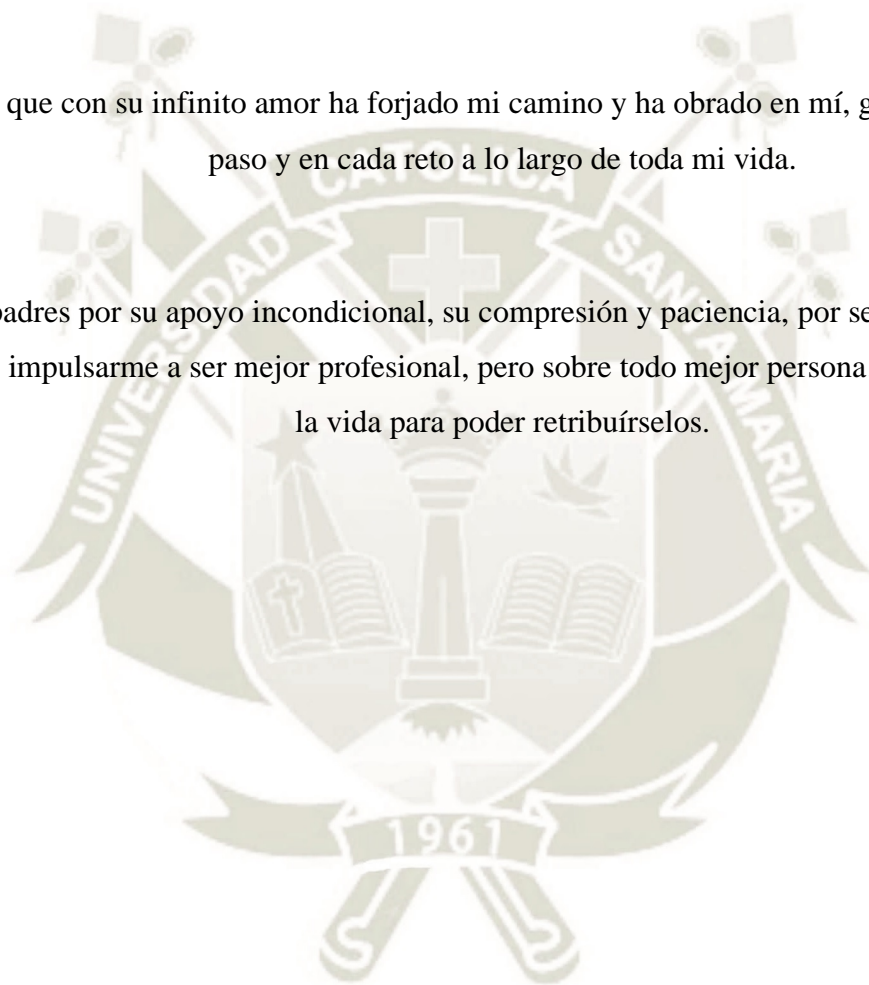 que con su infinito amor ha forjado mi camino y ha obrado en mí,
paso y en cada reto a lo largo de toda mi vida.
CATOLICA
UNIVERSIDAD
SANTA MARIA
padres por su apoyo incondicional, su compresión y paciencia, por
impulsarme a ser mejor profesional, pero sobre todo mejor persona
la vida para poder retribuírselos.
1961